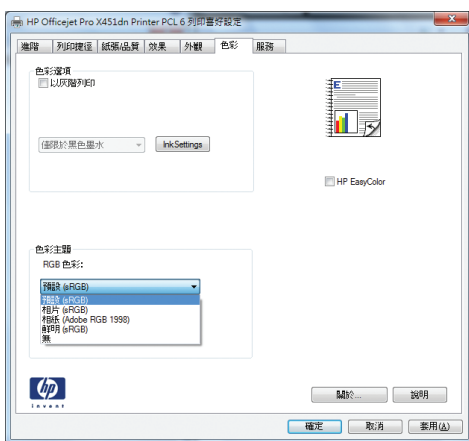 HP Officejet Pro X451dn Printer PCL 6 列印喜好設定
進階 列印捷徑 紙張/品質 效果 外觀 色彩 服務
色彩選項
以灰階列印
E
僅限於黑色墨水 Ink Settings
HP EasyColor
色彩主題
RGB 色彩:
預設 (sRGB)
預設 (sRGB)
相片 (sRGB)
相紙 (Adobe RGB 1998)
鮮明 (sRGB)
無
hp
invent
關於... 說明
確定 取消 套用(A)